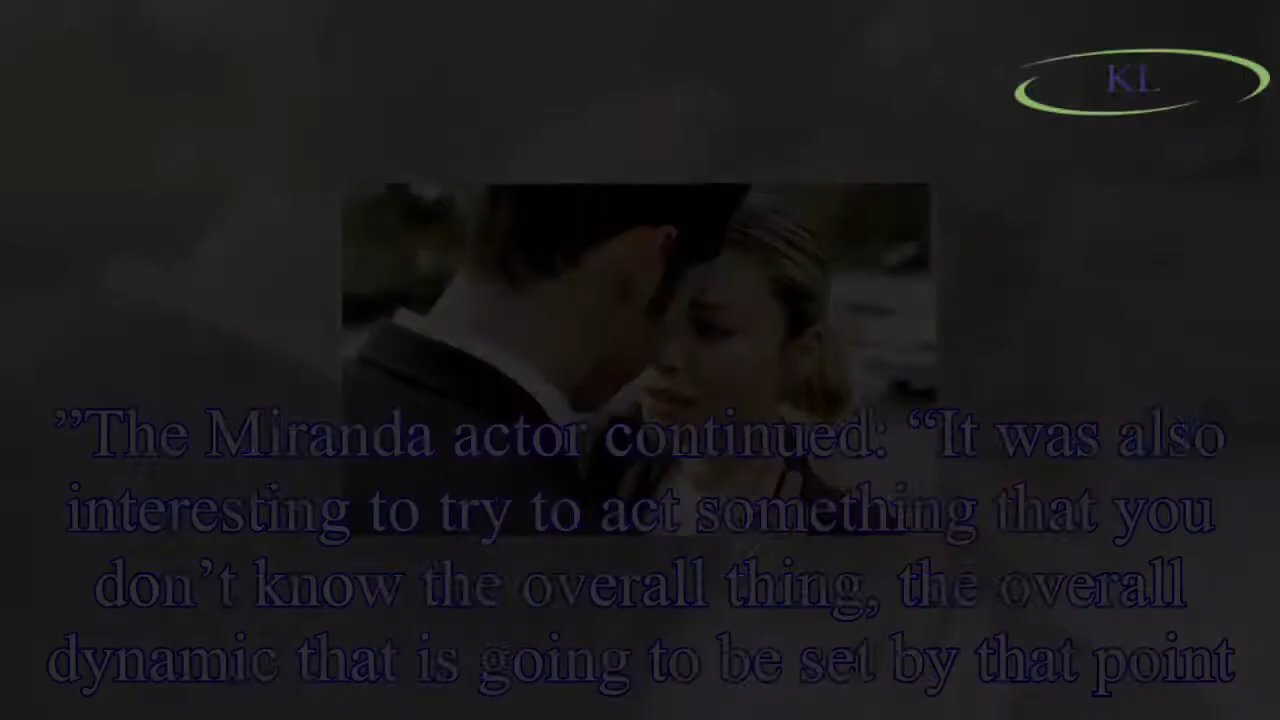 KL
”The Miranda actor continued: “It was also
interesting to try to act something that you
don’t know the overall thing, the overall
dynamic that is going to be set by that point